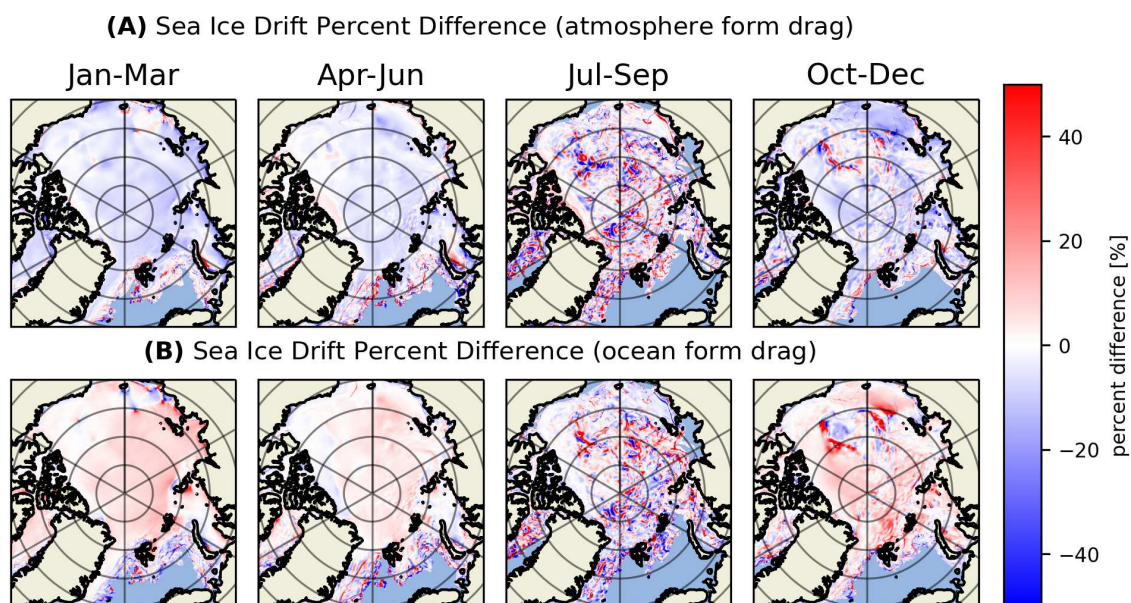 (A) Sea Ice Drift Percent Difference (atmosphere form drag)
Jan-Mar
Apr-Jun
Jul-Sep
Oct-Dec
(B) Sea Ice Drift Percent Difference (ocean form drag)
40
20
0
−20
−40
percent difference [%]